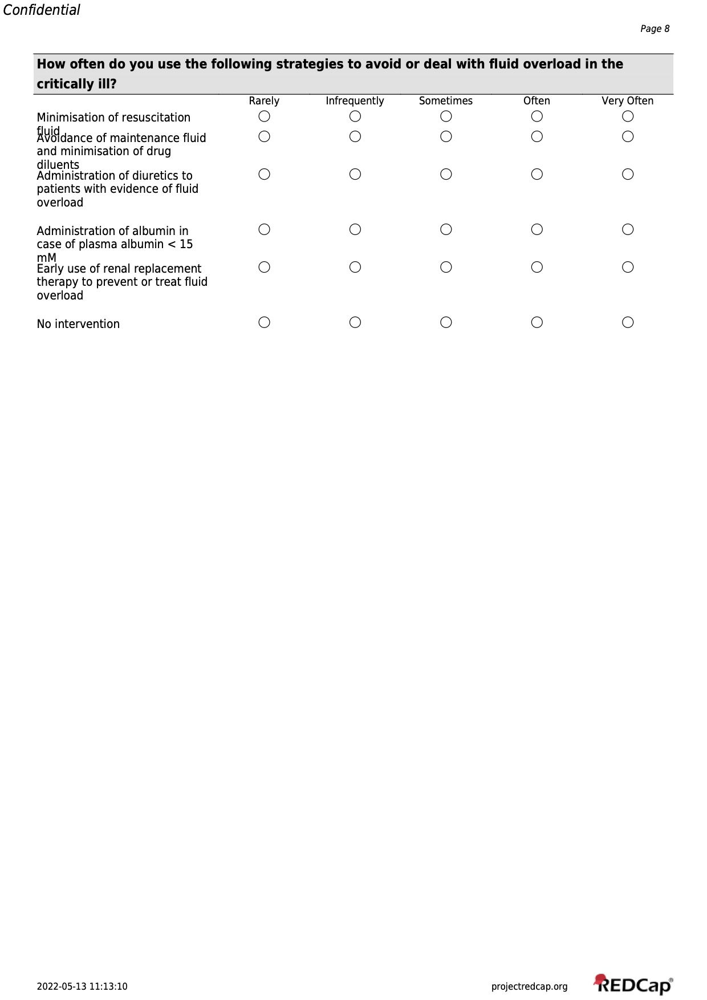 Confidential
Page 8
How often do you use the following strategies to avoid or deal with fluid overload in the
critically ill?
Rarely Infrequently Sometimes Often Very Often
Minimisation of resuscitation
fluid
Avoidance of maintenance fluid
and minimisation of drug
diluents
Administration of diuretics to
patients with evidence of fluid
overload
Administration of albumin in
case of plasma albumin < 15
mM
Early use of renal replacement
therapy to prevent or treat fluid
overload
No intervention
2022-05-13 11:13:10 projectredcap.org REDCap®